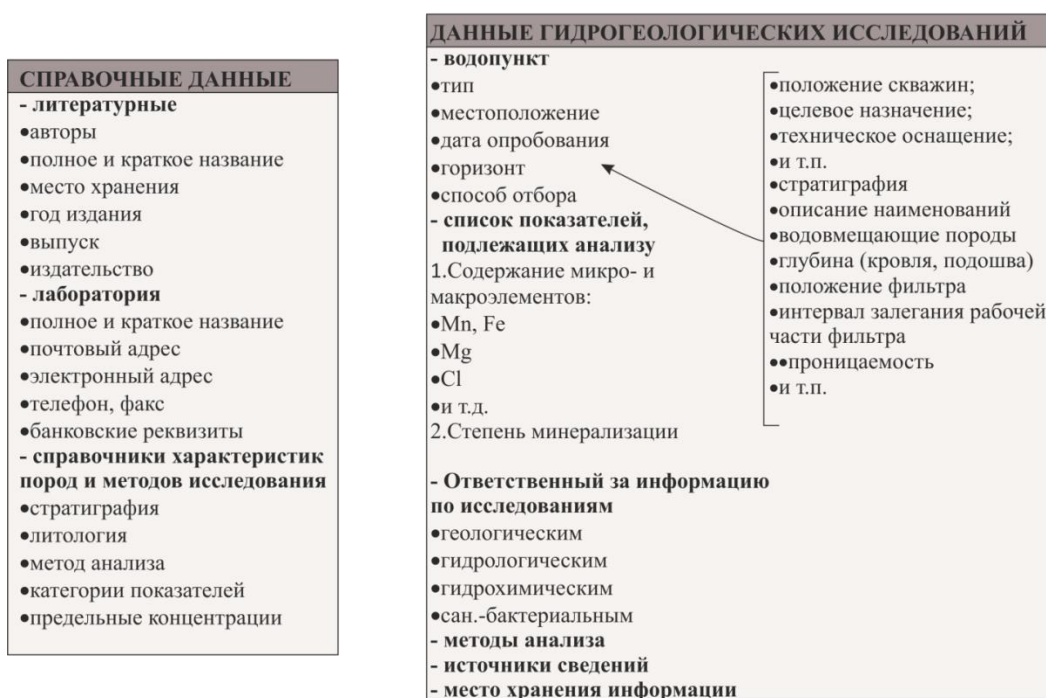 СПРАВОЧНЫЕ ДАННЫЕ
- литературные
•авторы
•полное и краткое название
•место хранения
•год издания
•выпуск
•издательство
- лаборатория
•полное и краткое название
•почтовый адрес
•электронный адрес
•телефон, факс
•банковские реквизиты
- справочники характеристик
пород и методов исследования
•стратиграфия
•литология
•метод анализа
•категории показателей
•предельные концентрации
ДАННЫЕ ГИДРОГЕОЛОГИЧЕСКИХ ИССЛЕДОВАНИЙ
- водопункт
•тип
•местоположение
•дата опробования
•горизонт
•способ отбора
- список показателей,
подлежащих анализу
1.Содержание микро- и
макроэлементов:
•Mn, Fe
•Mg
•Cl
•и т.д.
2.Степень минерализации
- Ответственный за информацию
по исследованиям
•геологическим
•гидрологическим
•гидрохимическим
•сан.-бактериальным
- методы анализа
- источники сведений
- место хранения информации
•положение скважин;
•целевое назначение;
•техническое оснащение;
•и т.п.
•стратиграфия
•описание наименований
•водовмещающие породы
•глубина (кровля, подошва)
•положение фильтра
•интервал залегания рабочей
части фильтра
••проницаемость
•и т.п.